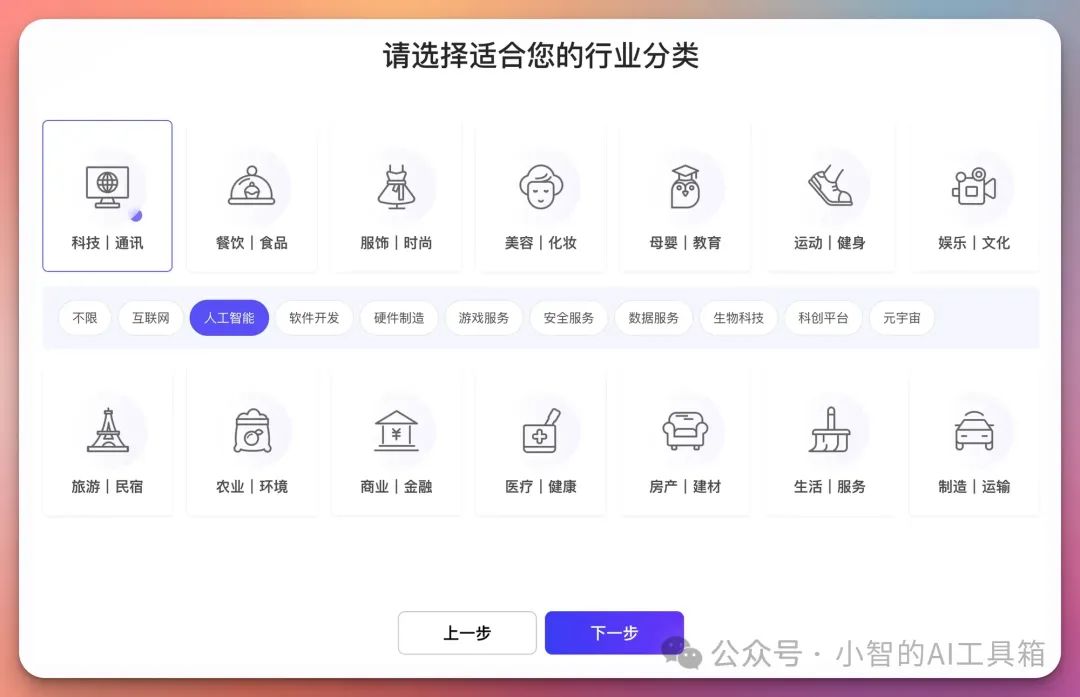 请选择适合您的行业分类
科技｜通讯 餐饮｜食品 服饰｜时尚 美容｜化妆 母婴｜教育 运动｜健身 娱乐｜文化
不限 互联网 人工智能 软件开发 硬件制造 游戏服务 安全服务 数据服务 生物科技 科创平台 元宇宙
¥
旅游｜民宿 农业｜环境 商业｜金融 医疗｜健康 房产｜建材 生活｜服务 制造｜运输
上一步 下一步
公众号 · 小智的AI工具箱